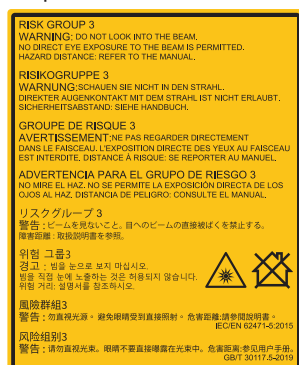 RISK GROUP 3
WARNING: DO NOT LOOK INTO THE BEAM.
NO DIRECT EYE EXPOSURE TO THE BEAM IS PERMITTED.
HAZARD DISTANCE: REFER TO THE MANUAL.
RISIKOGRUPPE 3
WARNUNG:SCHAUEN SIE NICHT IN DEN STRAHL.
DIREKTER AUGENKONTAKT MIT DEM STRAHL IST NICHT ERLAUBT.
SICHERHEITSABSTAND: SIEHE HANDBUCH.
GROUPE DE RISQUE 3
AVERTISSEMENT:NE PAS REGARDER DIRECTEMENT
DANS LE FAISCEAU. L'EXPOSITION DIRECTE DES YEUX AU FAISCEAU
EST INTERDITE. DISTANCE À RISQUE: SE REPORTER AU MANUEL.
ADVERTENCIA PARA EL GRUPO DE RIESGO 3
NO MIRE EL HAZ. NO SE PERMITE LA EXPOSICIÓN DIRECTA DE LOS
OJOS AL HAZ. DISTANCIA DE PELIGRO: CONSULTE EL MANUAL.
リスクグループ 3
警告 : ビームを見ないこと。目へのビームの直接被ばくを禁止する。
障害距離 : 取扱説明書を参照。
위험 그룹3
경고 : 빔을 눈으로 보지 마십시오.
빔을 직접 눈에 노출하는 것은 허용되지 않습니다.
위험 거리: 설명서를 참조하십시오.
風險群組3
警告 : 勿直視光源。避免眼睛受到直接照射。危害距離:請參閱說明書。
IEC/EN 62471-5:2015
风险组别3
警告 : 请勿直视光束。眼睛不要直接曝露在光束中。危害距离:参见用户手册。
GB/T 30117.5-2019